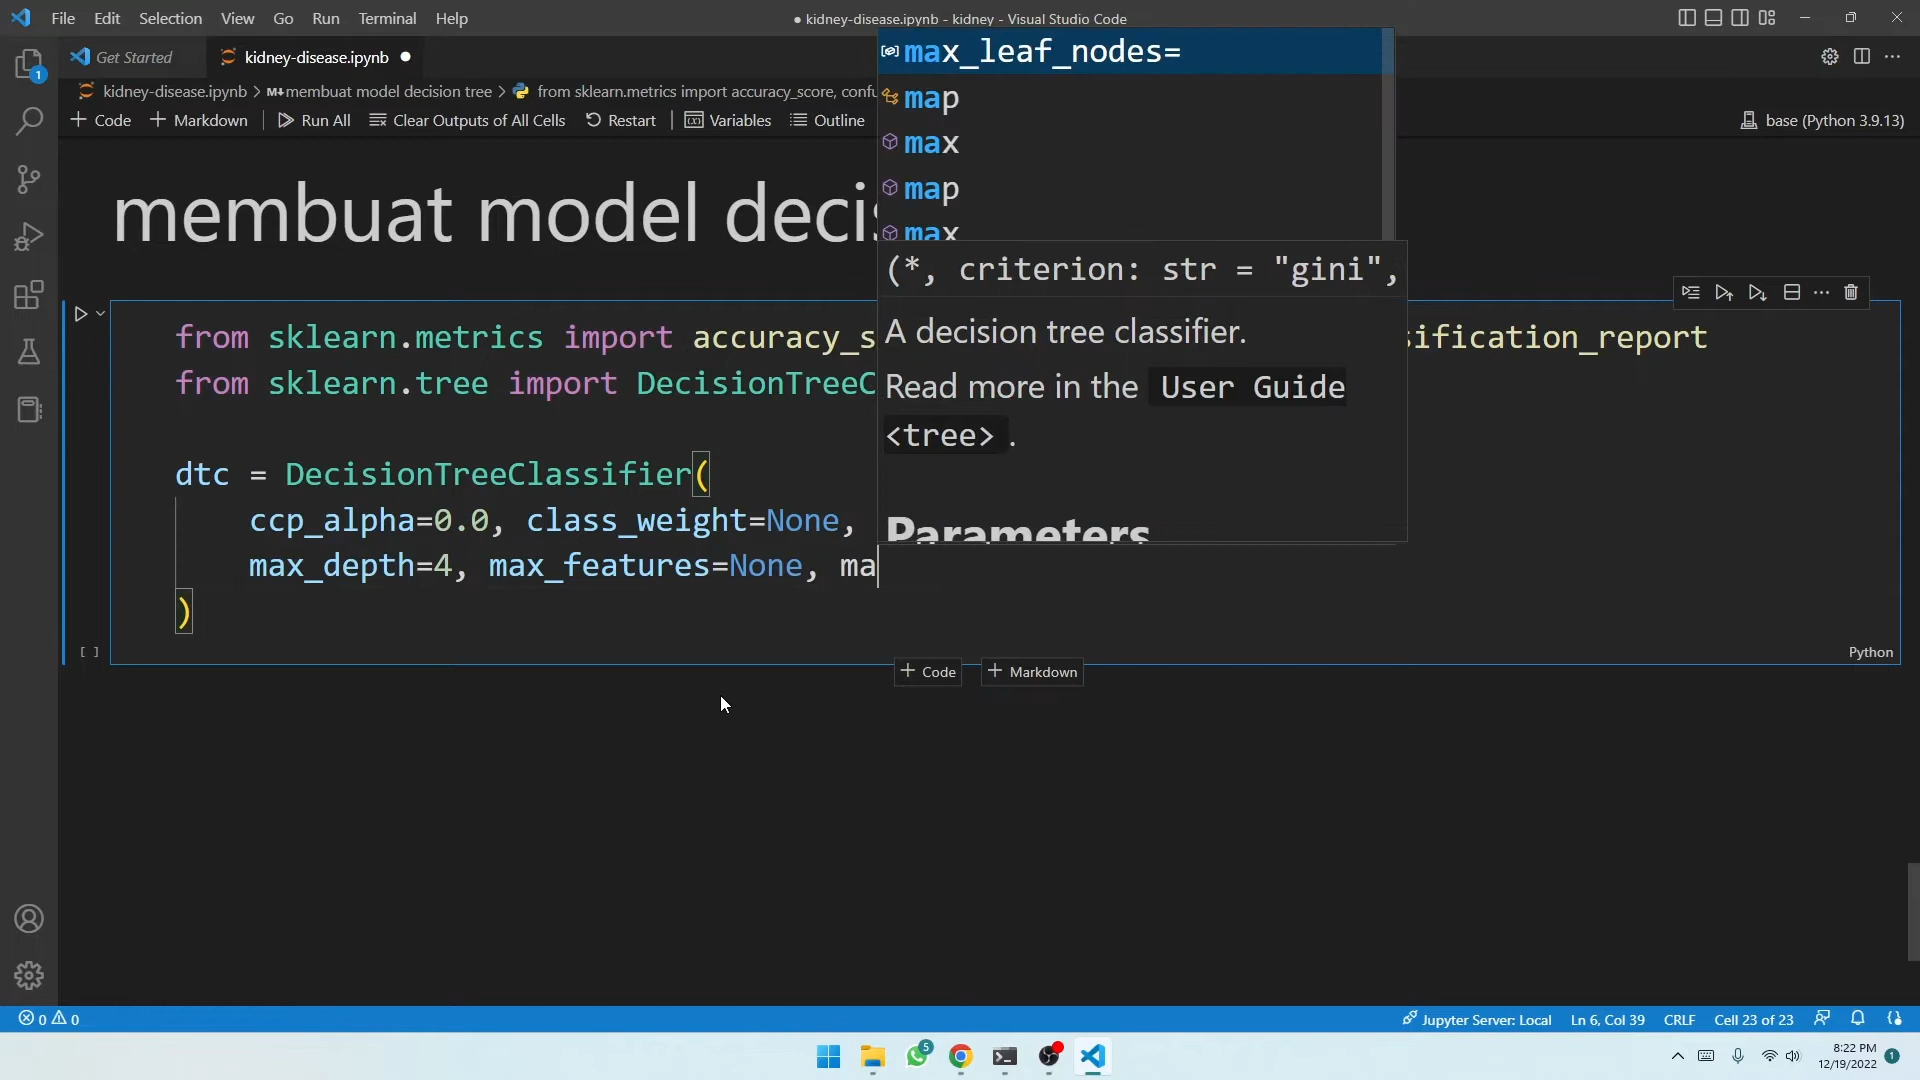 File Edit Selection View Go Run Terminal Help
● kidney-disease.ipynb - kidney - Visual Studio Code
Get Started
kidney-disease.ipynb ●
1
kidney-disease.ipynb > M↓membuat model decision tree > from sklearn.metrics import accuracy_score, confu
+ Code + Markdown Run All Clear Outputs of All Cells Restart Variables Outline
base (Python 3.9.13)
max_leaf_nodes=
map
max
map
max
membuat model decis
(*, criterion: str = "gini",
A decision tree classifier.
Read more in the User Guide
<tree> .
Parameters
from sklearn.metrics import accuracy_s sification_report
from sklearn.tree import DecisionTreeC
dtc = DecisionTreeClassifier(
ccp_alpha=0.0, class_weight=None,
max_depth=4, max_features=None, ma
)
[ ]
Python
+ Code + Markdown
0 0
Jupyter Server: Local Ln 6, Col 39 CRLF Cell 23 of 23
5
8:22 PM
12/19/2022
1